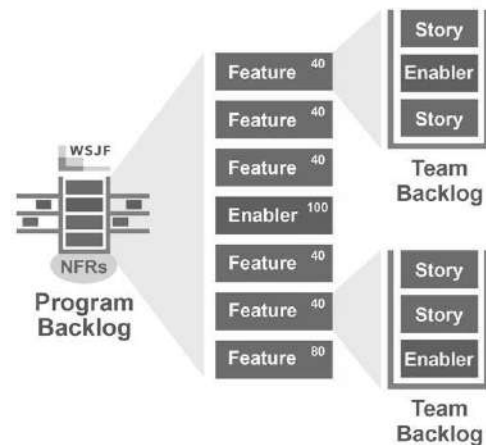 WSJF
NFRs
Program
Backlog
Feature 40
Feature 40
Feature 40
Enabler 100
Feature 40
Feature 40
Feature 80
Story
Enabler
Story
Team
Backlog
Story
Story
Enabler
Team
Backlog